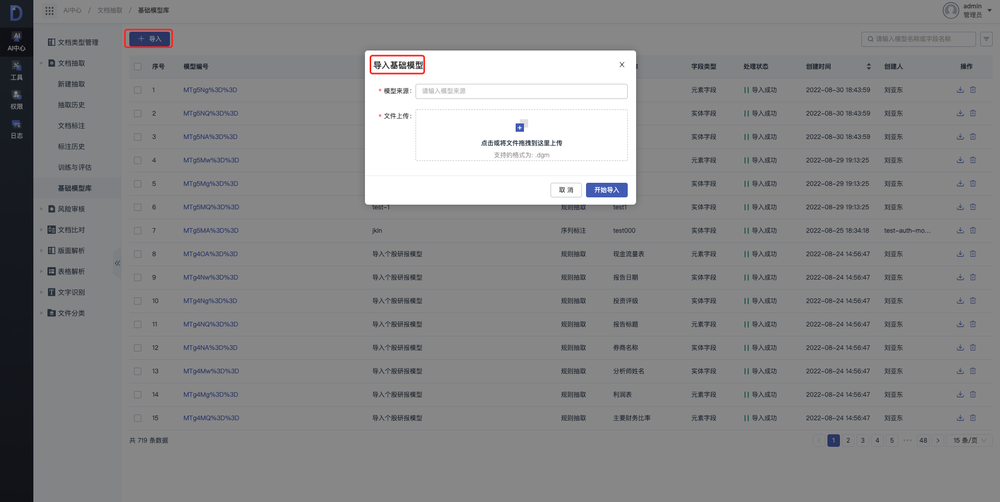 AI中心 / 文档抽取 / 基础模型库
admin
管理员
AI
AI中心
工具
权限
日志
文档类型管理
文档抽取
新建抽取
抽取历史
文档标注
标注历史
训练与评估
基础模型库
风险审核
文档比对
版面解析
表格解析
文字识别
文件分类
导入
请输入模型名称或字段名称
导入基础模型
* 模型来源:
请输入模型来源
* 文件上传:
点击或将文件拖拽到这里上传
支持的格式为: .dgm
取 消
开始导入
序号 模型编号 字段类型 处理状态 创建时间 创建人 操作
1 MTg5Ng%3D%3D 元素字段 导入成功 2022-08-30 18:43:59 刘亚东
2 MTg5NQ%3D%3D 实体字段 导入成功 2022-08-30 18:43:59 刘亚东
3 MTg5NA%3D%3D 实体字段 导入成功 2022-08-30 18:43:59 刘亚东
4 MTg5Mw%3D%3D 元素字段 导入成功 2022-08-29 19:13:25 刘亚东
5 MTg5Mg%3D%3D 实体字段 导入成功 2022-08-29 19:13:25 刘亚东
6 MTg5MQ%3D%3D test-1 规则抽取 test1 实体字段 导入成功 2022-08-29 19:13:25 刘亚东
7 MTg5MA%3D%3D jkln 序列标注 test000 实体字段 导入成功 2022-08-25 18:34:18 test-auth-mo...
8 MTg4OA%3D%3D 导入个股研报模型 规则抽取 现金流量表 元素字段 导入成功 2022-08-24 14:56:47 刘亚东
9 MTg4Nw%3D%3D 导入个股研报模型 规则抽取 报告日期 实体字段 导入成功 2022-08-24 14:56:47 刘亚东
10 MTg4Ng%3D%3D 导入个股研报模型 规则抽取 投资评级 实体字段 导入成功 2022-08-24 14:56:47 刘亚东
11 MTg4NQ%3D%3D 导入个股研报模型 规则抽取 报告标题 元素字段 导入成功 2022-08-24 14:56:47 刘亚东
12 MTg4NA%3D%3D 导入个股研报模型 规则抽取 券商名称 实体字段 导入成功 2022-08-24 14:56:47 刘亚东
13 MTg4Mw%3D%3D 导入个股研报模型 规则抽取 分析师姓名 实体字段 导入成功 2022-08-24 14:56:47 刘亚东
14 MTg4Mg%3D%3D 导入个股研报模型 规则抽取 利润表 元素字段 导入成功 2022-08-24 14:56:47 刘亚东
15 MTg4MQ%3D%3D 导入个股研报模型 规则抽取 主要财务比率 元素字段 导入成功 2022-08-24 14:56:47 刘亚东
共 719 条数据
< 1 2 3 4 5 ••• 48 > 15 条/页